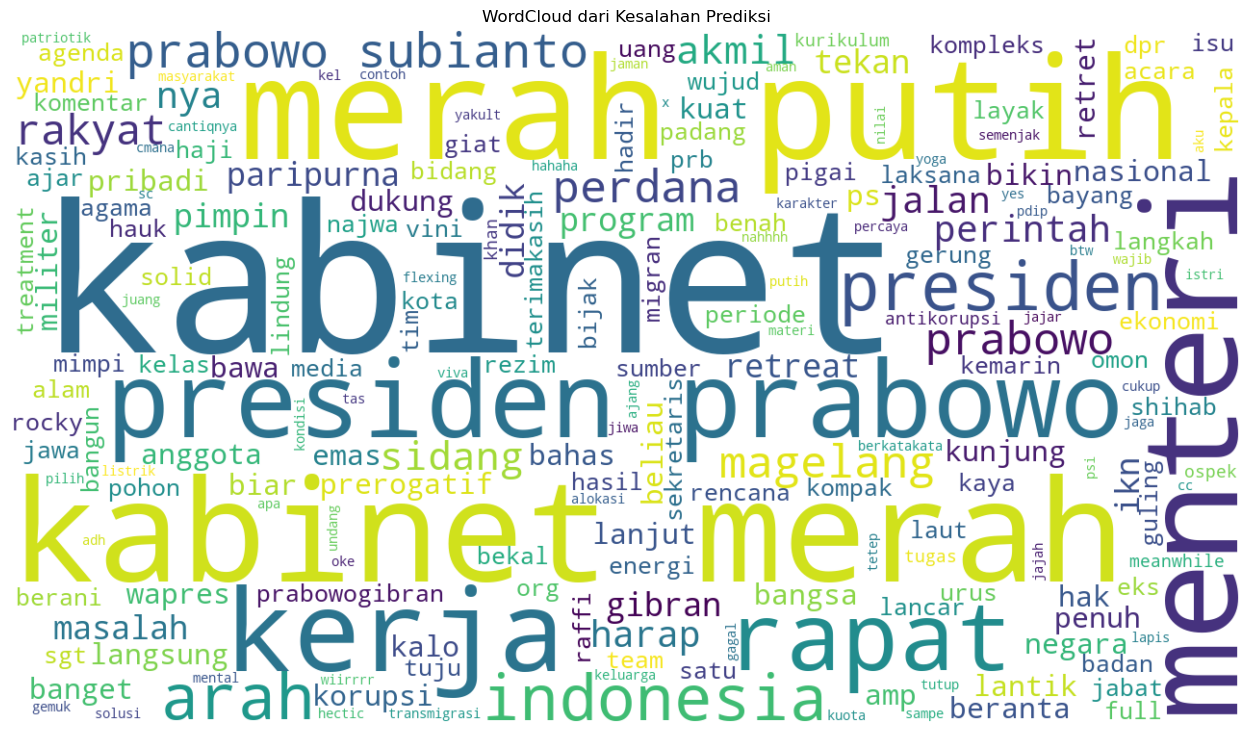 WordCloud dari Kesalahan Prediksi
patriotik
agenda
prabowo subianto
uang
akmil
kurikulum
kompleks
dpr
isu
yandri
masyarakat
kel
contoh
jaman
aman
tekan
acara
komentar
nya
merah putih
wujud
kuat
x
layak
retret
kepala
rakyat
cantiqnya
yakult
hadir
padang
nilai
semenjak
aku
kasih
cmaha
haji
giat
hahaha
prb
yoga
ajar
pribadi
paripurna
bidang
perdana
pigai
laksana
bikin
nasional
sc
agama
pimpin
dukung
didik
karakter
ps
jalan
yes
bayang
hauk
najwa
vini
khan
program
benah
percaya
pdip
perintah
langkah
treatment
militer
solid
lindung
kabinet
flexing
terimakasih
migran
nahhhh
gerung
btw
wajib
menteri
juang
kota
tim
bijak
putih
presiden
istri
periode
materi
antikorupsi
jajar
ekonomi
mimpi
kelas
bawa
media
rezim
sumber
retreat
prabowo
kemarin
omon
alam
viva
presiden prabowo
cukup
rocky
tas
ajang
shihab
bangun
kondisi
jiwa
sekretaris
jaga
jawa
anggota
emas
sidang
bahas
beliau
berkatakata
magelang
kunjung
psi
ikn
guling
ospek
pilih
listrik
pohon
biar
prerogatif
hasil
alokasi
rencana
kompak
kaya
cc
apa
undang
kabinet merah
lanjut
laut
adh
oke
bekal
energi
tetep
tugas
jajah
meanwhile
berani
wapres
prabowogibran
org
raffi
gibran
bangsa
lancar
urus
hak
eks
masalah
kerja
kalo
harap
gagal
rapat
penuh
negara
lapis
sgt
langsung
tuju
team
satu
badan
banget
mental
wiirrrr
arah
korupsi
keluarga
indonesia
amp
tutup
lantik
jabat
gemuk
solusi
hectic
transmigrasi
kuota
sampe
beranta
full